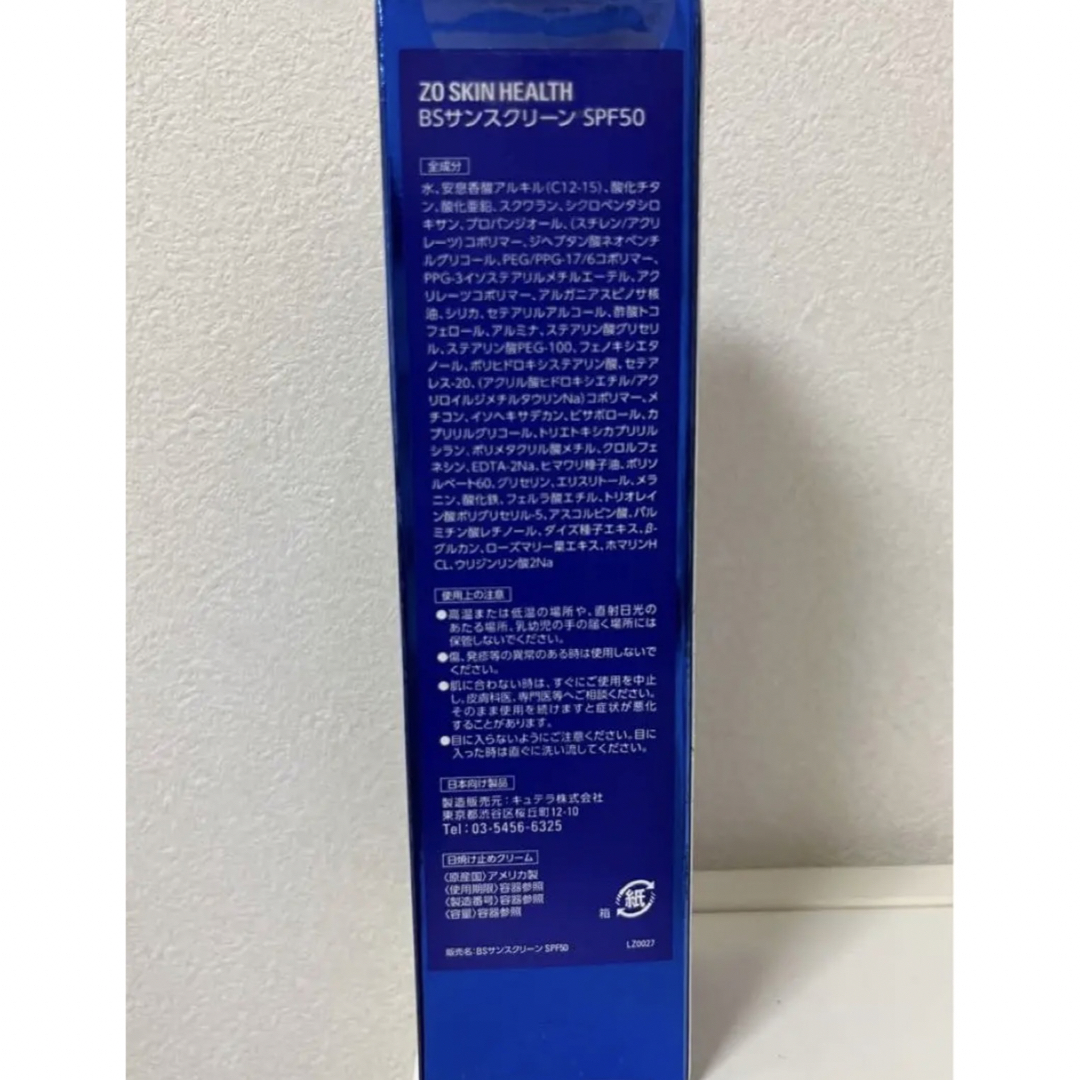 ZO SKIN HEALTH
BSサンスクリーン SPF50
全成分
水、安息香酸アルキル(C12-15)、酸化チタ
ン、酸化亜鉛、スクワラン、シクロペンタシロ
キサン、プロパンジオール、(スチレン/アクリ
レーツ)コポリマー、ジヘプタン酸ネオペンチ
ルグリコール、PEG/PPG-17/6コポリマー、
PPG-3イソステアリルメチルエーテル、アク
リレーツコポリマー、アルガニアスピノサ核
油、シリカ、セテアリルアルコール、酢酸トコ
フェロール、アルミナ、ステアリン酸グリセリ
ル、ステアリン酸PEG-100、フェノキシエタ
ノール、ポリヒドロキシステアリン酸、セテア
レス-20、(アクリル酸ヒドロキシエチル/アク
リロイルジメチルタウリンNa)コポリマー、メ
チコン、イソヘキサデカン、ビサボロール、カ
プリリルグリコール、トリエトキシカプリリル
シラン、ポリメタクリル酸メチル、クロルフェ
ネシン、EDTA-2Na、ヒマワリ種子油、ポリソ
ルベート60、グリセリン、エリスリトール、メラ
ニン、酸化鉄、フェルラ酸エチル、トリオレイ
ン酸ポリグリセリル-5、アスコルビン酸、パル
ミチン酸レチノール、ダイズ種子エキス、β-
グルカン、ローズマリー葉エキス、ホマリンH
CL、ウリジンリン酸2Na
使用上の注意
●高温または低温の場所や、直射日光の
あたる場所、乳幼児の手の届く場所には
保管しないでください。
●傷、発疹等の異常のある時は使用しないで
ください。
●肌に合わない時は、すぐにご使用を中止
し、皮膚科医、専門医等へご相談ください。
そのまま使用を続けますと症状が悪化
することがあります。
●目に入らないようにご注意ください。目に
入った時は直ぐに洗い流してください。
日本向け製品
製造販売元:キュテラ株式会社
東京都渋谷区桜丘町12-10
Tel:03-5456-6325
日焼け止めクリーム
〈原産国〉アメリカ製
〈使用期限〉容器参照
〈製造番号〉容器参照
〈容量〉容器参照
箱 紙
販売名:BSサンスクリーン SPF50
LZ0027